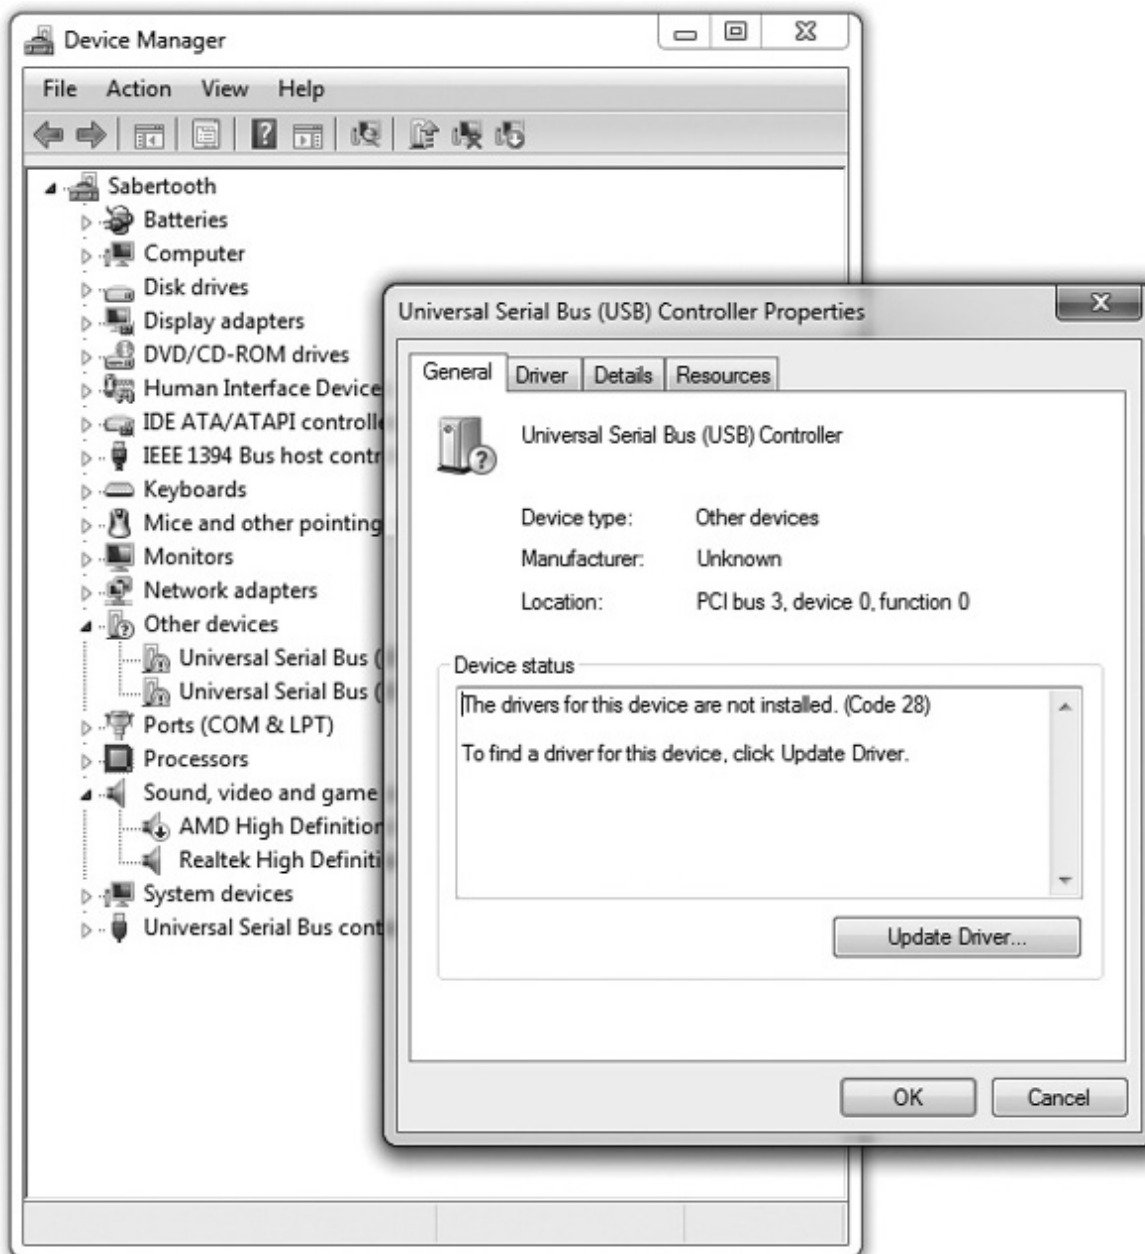 Device Manager
File Action View Help
Sabertooth
Batteries
Computer
Disk drives
Display adapters
DVD/CD-ROM drives
Human Interface Device
IDE ATA/ATAPI controlle
IEEE 1394 Bus host contr
Keyboards
Mice and other pointing
Monitors
Network adapters
Other devices
Universal Serial Bus (
Universal Serial Bus (
Ports (COM & LPT)
Processors
Sound, video and game
AMD High Definition
Realtek High Definiti
System devices
Universal Serial Bus cont
Universal Serial Bus (USB) Controller Properties
General Driver Details Resources
Universal Serial Bus (USB) Controller
Device type: Other devices
Manufacturer: Unknown
Location: PCI bus 3, device 0, function 0
Device status
The drivers for this device are not installed. (Code 28)
To find a driver for this device, click Update Driver.
Update Driver...
OK Cancel